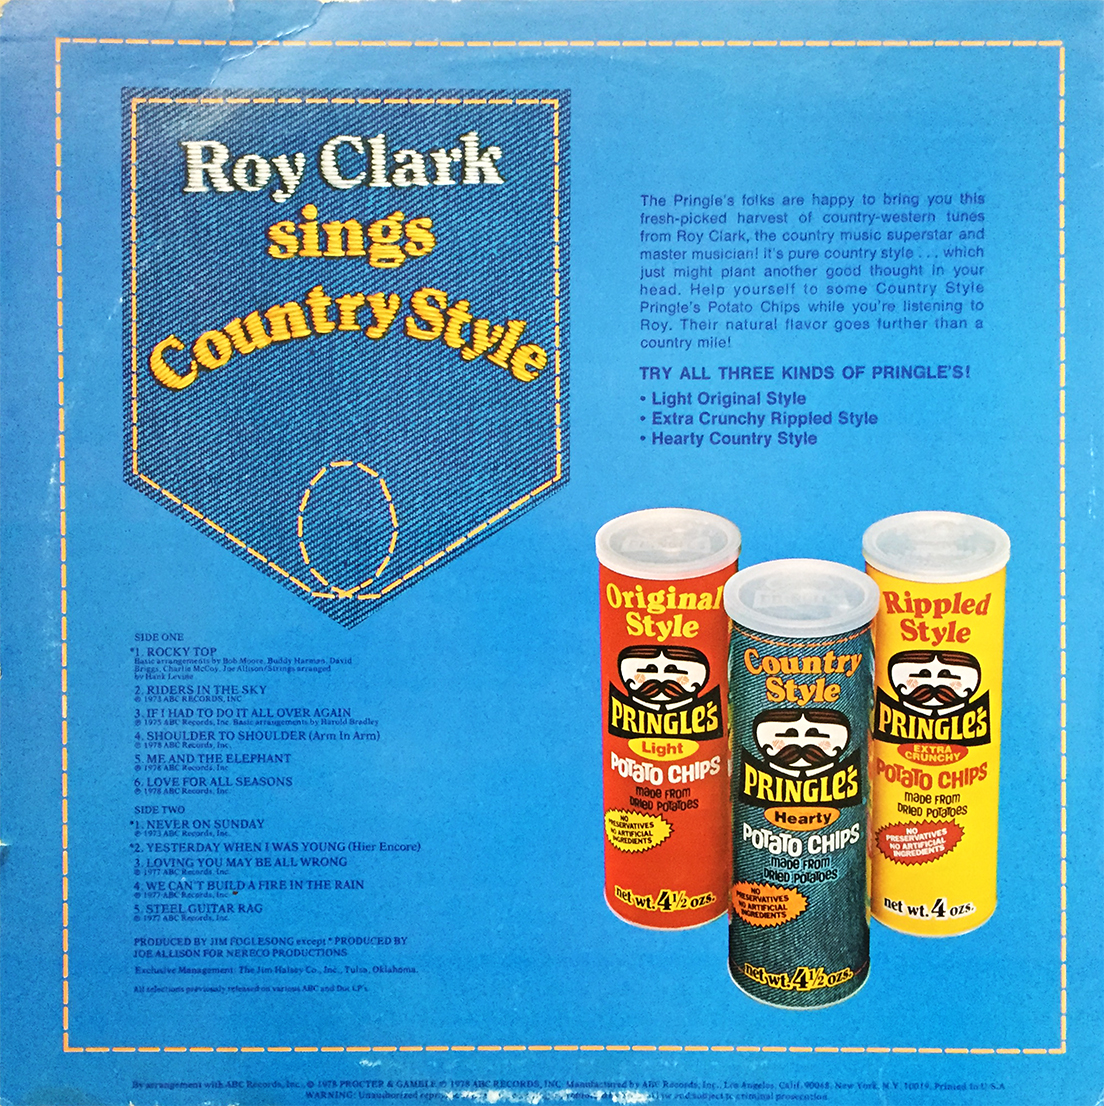 Roy Clark
sings
Country Style
The Pringle's folks are happy to bring you this
fresh-picked harvest of country-western tunes
from Roy Clark, the country music superstar and
master musician! It's pure country style . . . which
just might plant another good thought in your
head. Help yourself to some Country Style
Pringle's Potato Chips while you're listening to
Roy. Their natural flavor goes further than a
country mile!
TRY ALL THREE KINDS OF PRINGLE'S!
• Light Original Style
• Extra Crunchy Rippled Style
• Hearty Country Style
SIDE ONE
*1. ROCKY TOP
Basic arrangements by Bob Moore, Buddy Harmen, David
Briggs, Charlie McCoy, Joe Allison/Strings arranged
by Hank Levine
2. RIDERS IN THE SKY
℗ 1973 ABC RECORDS, INC
3. IF I HAD TO DO IT ALL OVER AGAIN
℗ 1975 ABC Records, Inc. Basic arrangements by Harold Bradley
4. SHOULDER TO SHOULDER (Arm In Arm)
℗ 1978 ABC Records, Inc.
5. ME AND THE ELEPHANT
ABC Records, Inc.
6. LOVE FOR ALL SEASONS
℗ 1978 ABC Records, Inc.
SIDE TWO
*1. NEVER ON SUNDAY
℗ 1973 ABC Records, Inc.
*2. YESTERDAY WHEN I WAS YOUNG (Hier Encore)
3. LOVING YOU MAY BE ALL WRONG
℗ 1977 ABC Records, Inc.
4. WE CAN'T BUILD A FIRE IN THE RAIN
℗ 1977 ABC Records, Inc.
5. STEEL GUITAR RAG
℗ 1977 ABC Records, Inc.
PRODUCED BY JIM FOGLESONG except * PRODUCED BY
JOE ALLISON FOR NERECO PRODUCTIONS
Exclusive Management: The Jim Halsey Co., Inc., Tulsa, Oklahoma.
All selections previously released on various ABC and Dot LP's.
Original
Style
PRINGLE'S
Light
POTATO CHIPS
made FROM
DRIED POTATOES
NO
PRESERVATIVES
NO ARTIFICIAL
INGREDIENTS
net wt. 4½ ozs.
Country
Style
PRINGLE'S
Hearty
POTATO CHIPS
made FROM
DRIED POTATOES
NO
PRESERVATIVES
NO ARTIFICIAL
INGREDIENTS
net wt. 4½ ozs.
Rippled
Style
PRINGLE'S
EXTRA
CRUNCHY
POTATO CHIPS
made FROM
DRIED POTATOES
NO
PRESERVATIVES
NO ARTIFICIAL
INGREDIENTS
net wt. 4 ozs.
By arrangement with ABC Records, Inc., © 1978 PROCTER & GAMBLE ℗ 1978 ABC RECORDS, INC. Manufactured by ABC Records, Inc., Los Angeles, Calif. 90048, New York, N.Y. 10019. Printed in U.S.A
WARNING: Unauthorized and subject to criminal prosecution.